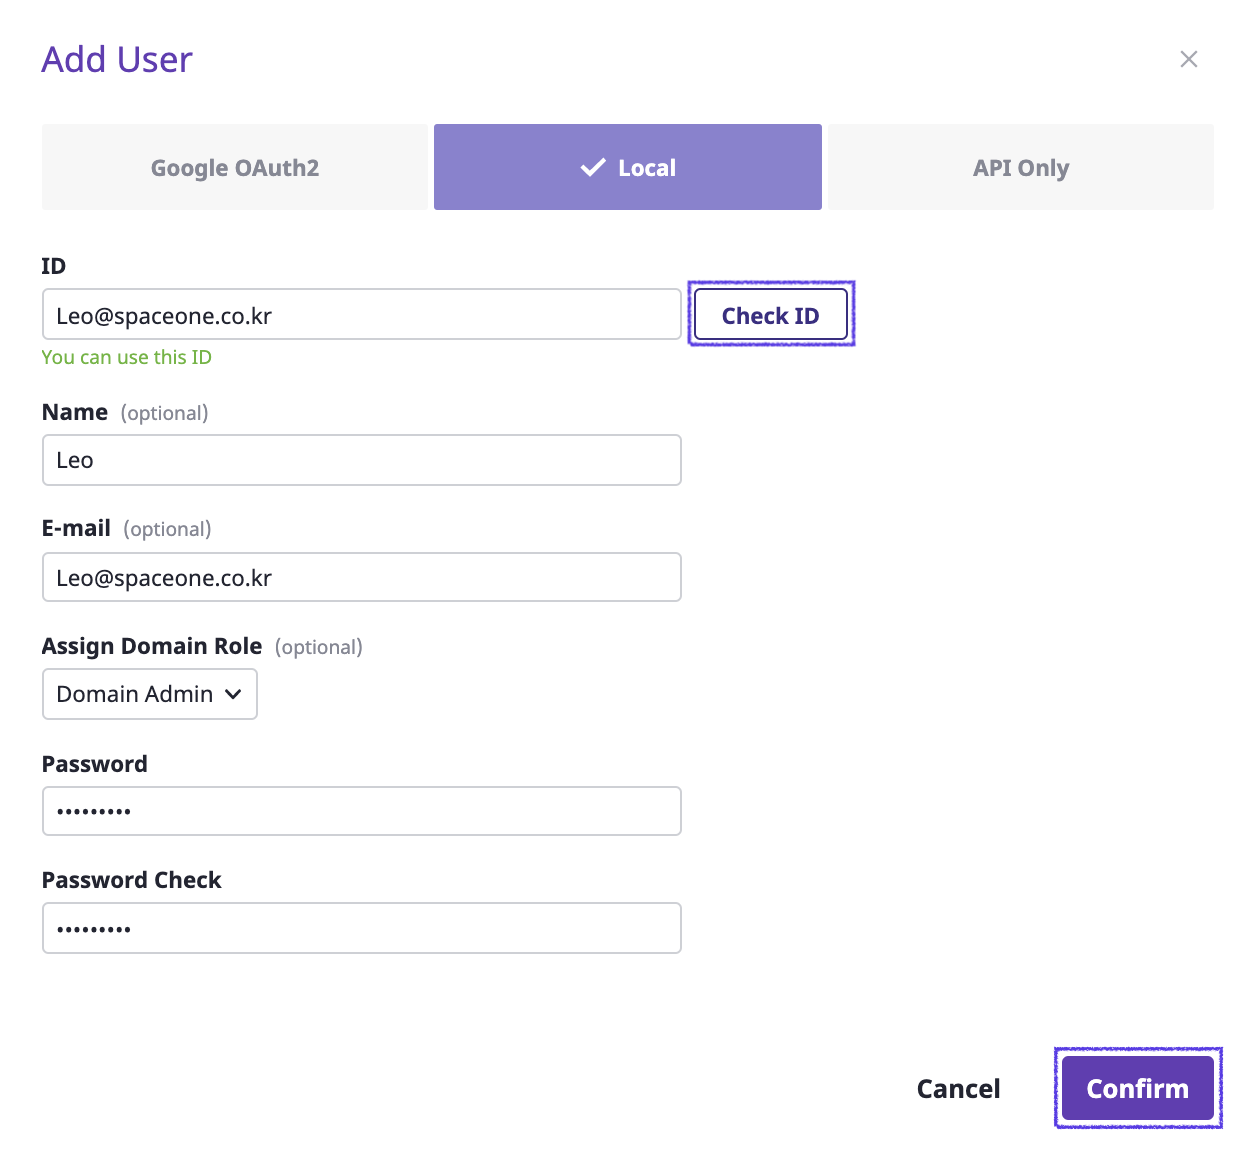 Add User
Google OAuth2
Local
API Only
ID
Leo@spaceone.co.kr
Check ID
You can use this ID
Name (optional)
Leo
E-mail (optional)
Leo@spaceone.co.kr
Assign Domain Role (optional)
Domain Admin
Password
•••••••••
Password Check
•••••••••
Cancel
Confirm